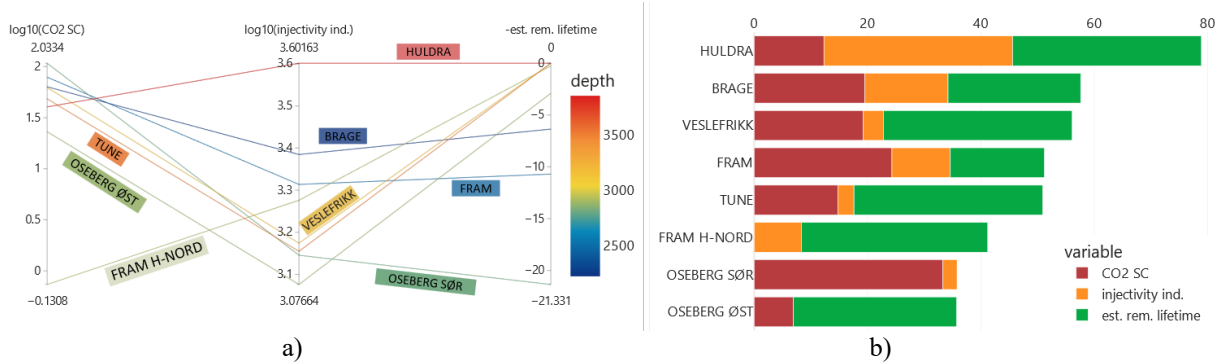 log10(CO2 SC)
2.0334
log10(injectivity ind.)
3.60163
-est. rem. lifetime
0
2
1.5
1
0.5
0
−0.1308
3.6
3.5
3.4
3.3
3.2
3.1
3.07664
0
−5
−10
−15
−20
−21.331
HULDRA
BRAGE
TUNE
OSEBERG ØST
FRAM
VESLEFRIKK
FRAM H-NORD
OSEBERG SØR
depth
3500
3000
2500
a)
0
20
40
60
80
HULDRA
BRAGE
VESLEFRIKK
FRAM
TUNE
FRAM H-NORD
OSEBERG SØR
OSEBERG ØST
variable
CO2 SC
injectivity ind.
est. rem. lifetime
b)